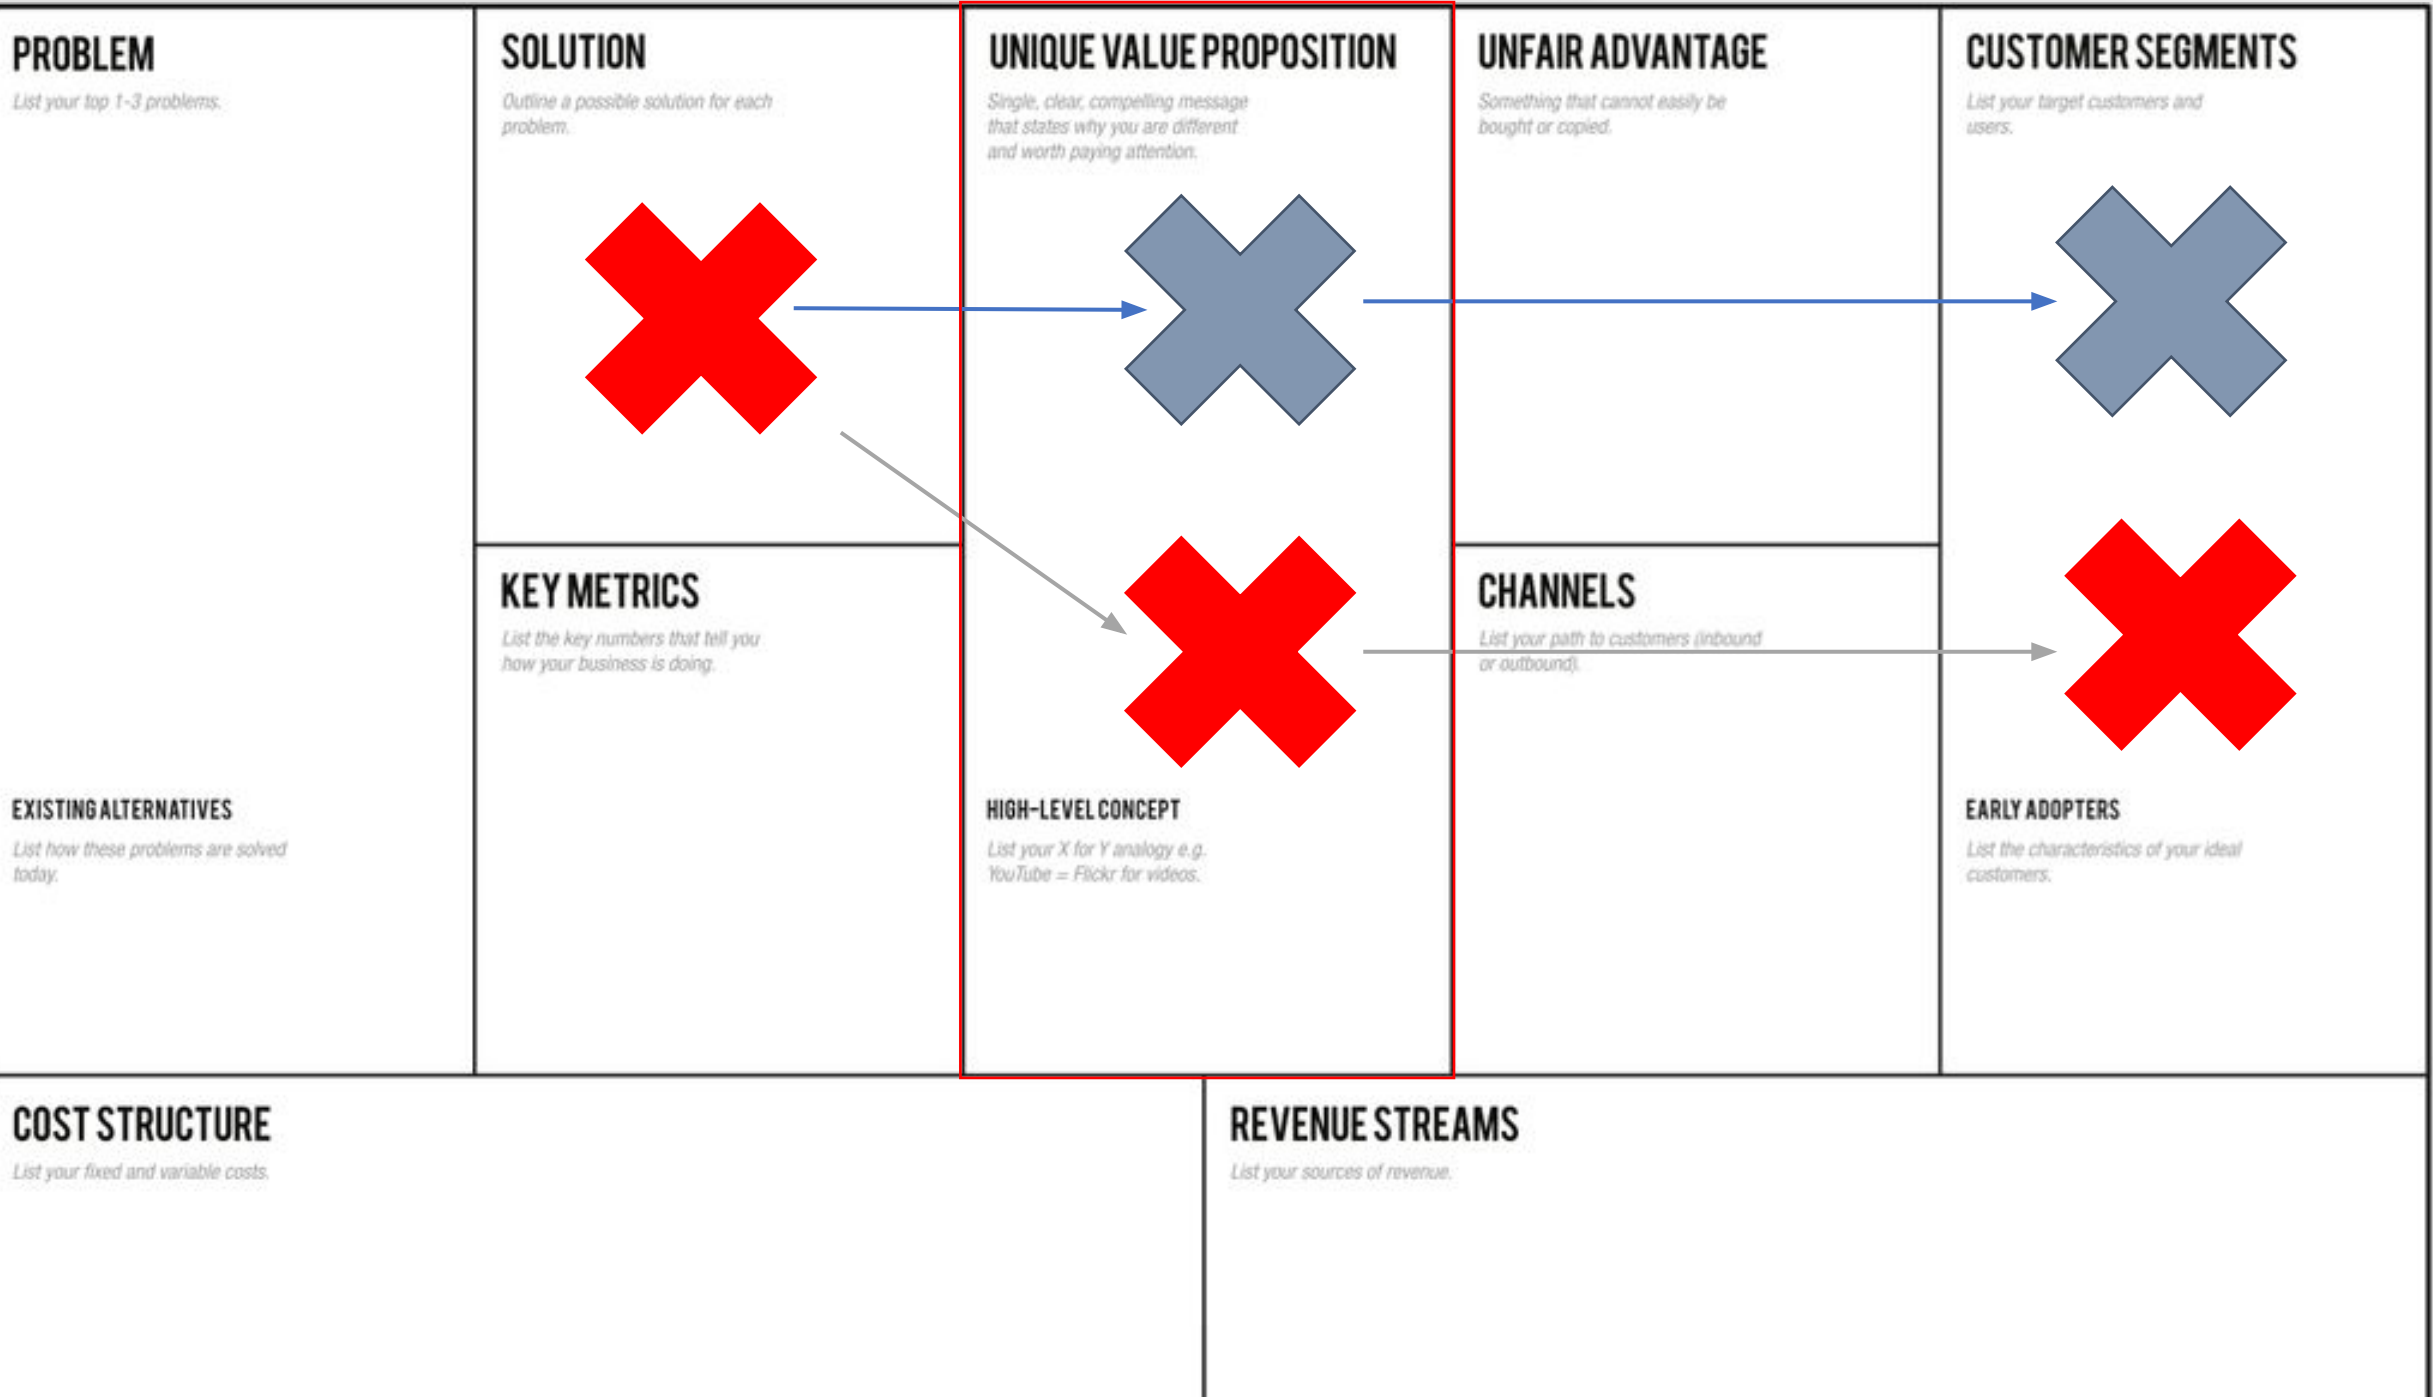 PROBLEM
List your top 1-3 problems.
EXISTING ALTERNATIVES
List how these problems are solved
today.
SOLUTION
Outline a possible solution for each
problem.
KEY METRICS
List the key numbers that tell you
how your business is doing.
UNIQUE VALUE PROPOSITION
Single, clear, compelling message
that states why you are different
and worth paying attention.
HIGH-LEVEL CONCEPT
List your X for Y analogy e.g.
YouTube = Flickr for videos.
UNFAIR ADVANTAGE
Something that cannot easily be
bought or copied.
CHANNELS
List your path to customers (inbound
or outbound).
CUSTOMER SEGMENTS
List your target customers and
users.
EARLY ADOPTERS
List the characteristics of your ideal
customers.
COST STRUCTURE
List your fixed and variable costs.
REVENUE STREAMS
List your sources of revenue.